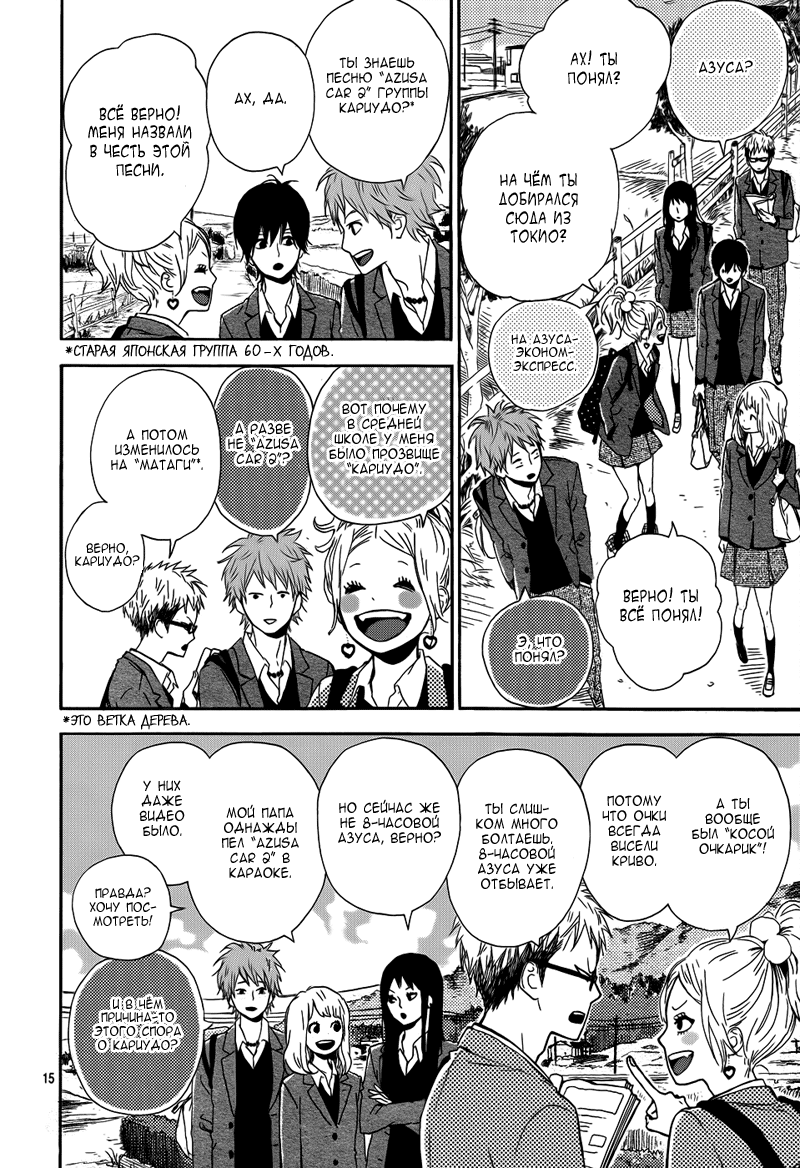 АЗУСА?
АХ! ТЫ
ПОНЯЛ?
НА ЧЁМ ТЫ
ДОБИРАЛСЯ
СЮДА ИЗ
ТОКИО?
НА АЗУСА-
ЭКОНОМ-
ЭКСПРЕСС.
ВЕРНО! ТЫ
ВСЁ ПОНЯЛ!
Э, ЧТО
ПОНЯЛ?
ТЫ ЗНАЕШЬ
ПЕСНЮ "AZUSA
CAR 2" ГРУППЫ
КАРИУДО?*
АХ, ДА.
ВСЁ ВЕРНО!
МЕНЯ НАЗВАЛИ
В ЧЕСТЬ ЭТОЙ
ПЕСНИ.
*СТАРАЯ ЯПОНСКАЯ ГРУППА 60-Х ГОДОВ.
ВОТ ПОЧЕМУ
В СРЕДНЕЙ
ШКОЛЕ У МЕНЯ
БЫЛО ПРОЗВИЩЕ
"КАРИУДО".
А РАЗВЕ
НЕ "AZUSA
CAR 2"?
А ПОТОМ
ИЗМЕНИЛОСЬ
НА "МАТАГИ"*.
ВЕРНО,
КАРИУДО?
*ЭТО ВЕТКА ДЕРЕВА.
А ТЫ
ВООБЩЕ
БЫЛ "КОСОЙ
ОЧКАРИК"!
ПОТОМУ
ЧТО ОЧКИ
ВСЕГДА
ВИСЕЛИ
КРИВО.
ТЫ СЛИШ-
КОМ МНОГО
БОЛТАЕШЬ.
8-ЧАСОВОЙ
АЗУСА УЖЕ
ОТБЫВАЕТ.
НО СЕЙЧАС ЖЕ
НЕ 8-ЧАСОВОЙ
АЗУСА, ВЕРНО?
МОЙ ПАПА
ОДНАЖДЫ
ПЕЛ "AZUSA
CAR 2" В
КАРАОКЕ.
У НИХ
ДАЖЕ
ВИДЕО
БЫЛО.
ПРАВДА?
ХОЧУ ПОС-
МОТРЕТЬ!
И В ЧЁМ
ПРИЧИНА-ТО
ЭТОГО СПОРА
О КАРИУДО?
15